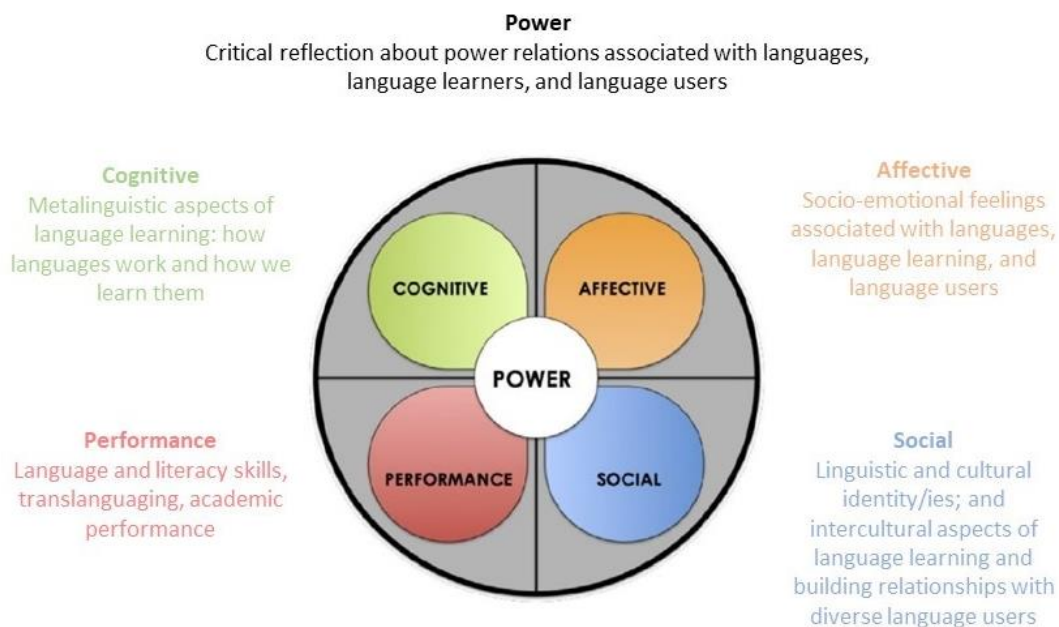 Power
Critical reflection about power relations associated with languages,
language learners, and language users
Cognitive
Metalinguistic aspects of
language learning: how
languages work and how we
learn them
Affective
Socio-emotional feelings
associated with languages,
language learning, and
language users
COGNITIVE
AFFECTIVE
POWER
PERFORMANCE
SOCIAL
Performance
Language and literacy skills,
translanguaging, academic
performance
Social
Linguistic and cultural
identity/ies; and
intercultural aspects of
language learning and
building relationships with
diverse language users